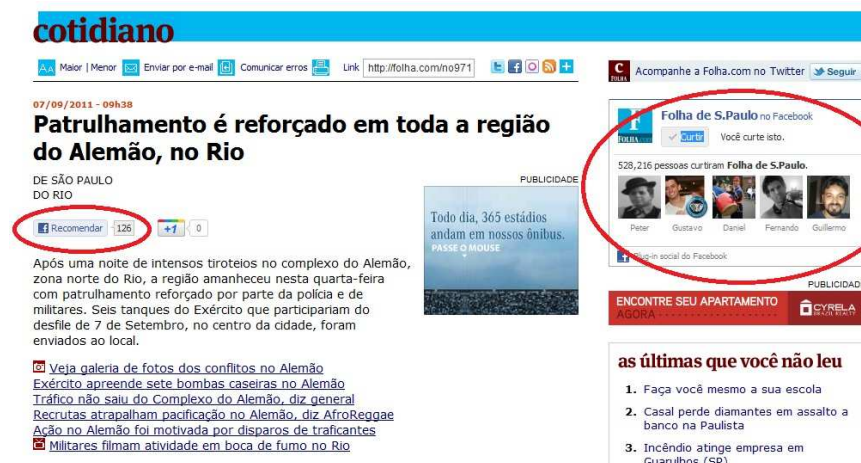 cotidiano
AA Maior | Menor Enviar por e-mail Comunicar erros Link http://folha.com/no971
07/09/2011 - 09h38
Patrulhamento é reforçado em toda a região
do Alemão, no Rio
DE SÃO PAULO
DO RIO
Recomendar 126 +1 0
Após uma noite de intensos tiroteios no complexo do Alemão,
zona norte do Rio, a região amanheceu nesta quarta-feira
com patrulhamento reforçado por parte da polícia e de
militares. Seis tanques do Exército que participariam do
desfile de 7 de Setembro, no centro da cidade, foram
enviados ao local.
Veja galeria de fotos dos conflitos no Alemão
Exército apreende sete bombas caseiras no Alemão
Tráfico não saiu do Complexo do Alemão, diz general
Recrutas atrapalham pacificação no Alemão, diz AfroReggae
Ação no Alemão foi motivada por disparos de traficantes
Militares filmam atividade em boca de fumo no Rio
PUBLICIDADE
Todo dia, 365 estádios
andam em nossos ônibus.
PASSE O MOUSE
C FOLHA Acompanhe a Folha.com no Twitter Seguir
Folha de S.Paulo no Facebook
Curtir Você curte isto.
528,216 pessoas curtiram Folha de S.Paulo.
Peter Gustavo Daniel Fernando Guillermo
Plug-in social do Facebook
PUBLICIDAD
ENCONTRE SEU APARTAMENTO
AGORA
CYRELA
BRAZIL REALTY
as últimas que você não leu
1. Faça você mesmo a sua escola
2. Casal perde diamantes em assalto a
banco na Paulista
3. Incêndio atinge empresa em
Guarulhos (SP)